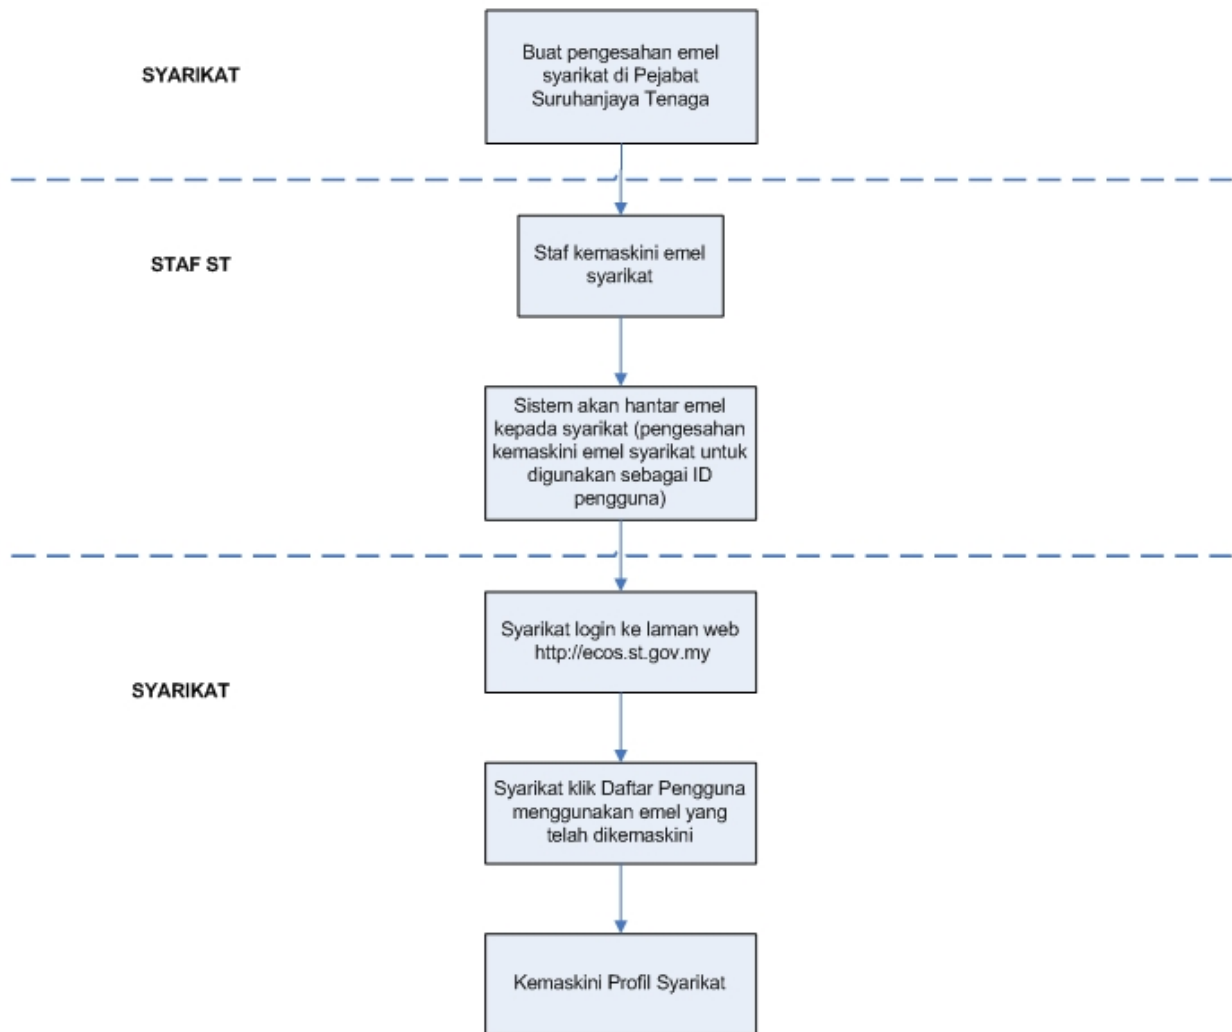 SYARIKAT
Buat pengesahan emel
syarikat di Pejabat
Suruhanjaya Tenaga
STAF ST
Staf kemaskini emel
syarikat
Sistem akan hantar emel
kepada syarikat (pengesahan
kemaskini emel syarikat untuk
digunakan sebagai ID
pengguna)
SYARIKAT
Syarikat login ke laman web
http://ecos.st.gov.my
Syarikat klik Daftar Pengguna
menggunakan emel yang
telah dikemaskini
Kemaskini Profil Syarikat